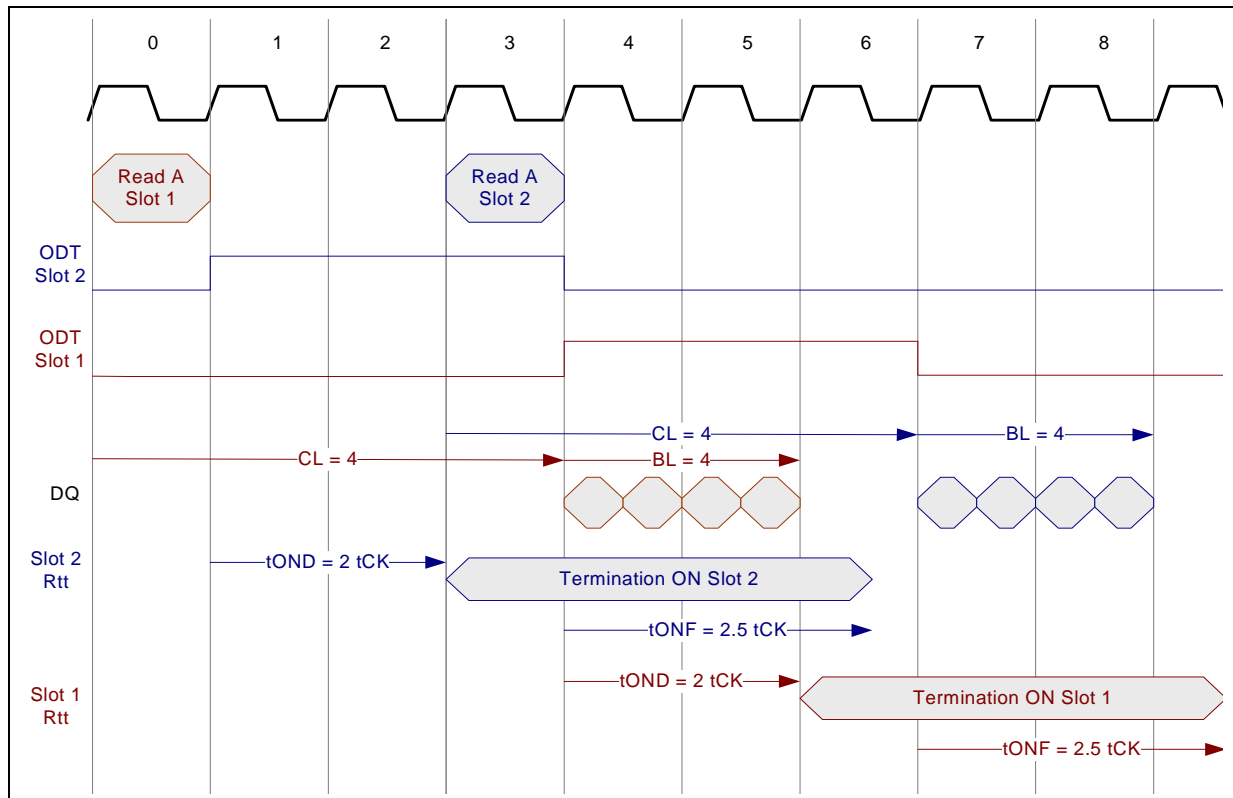 0 1 2 3 4 5 6 7 8
Read A
Slot 1
Read A
Slot 2
ODT
Slot 2
ODT
Slot 1
CL = 4
BL = 4
CL = 4
BL = 4
DQ
Slot 2
Rtt
tOND = 2 tCK
Termination ON Slot 2
tONF = 2.5 tCK
Slot 1
Rtt
tOND = 2 tCK
Termination ON Slot 1
tONF = 2.5 tCK